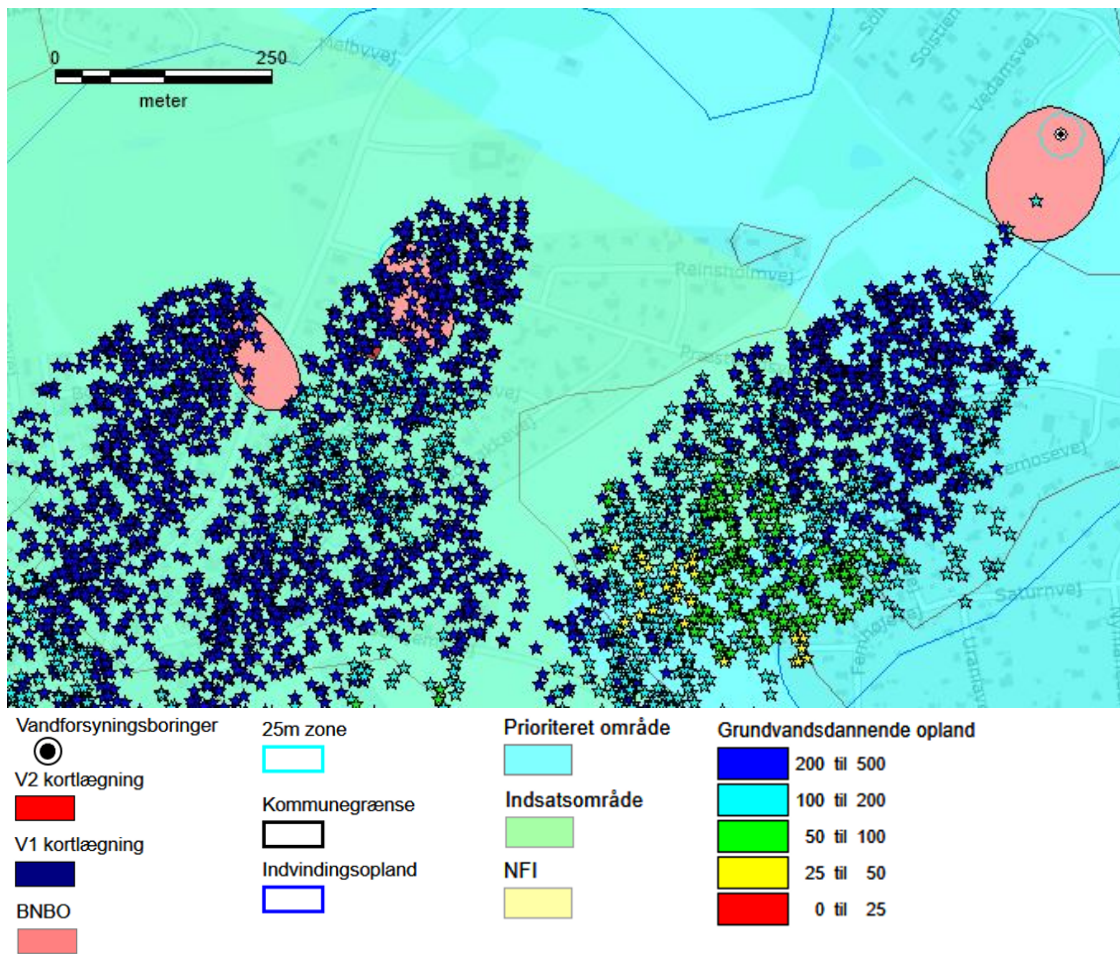 0 250
meter
Melbyvej
Solstien
Vedamsvej
Reinsholmvej
Saturnvej
Vandforsyningsboringer
V2 kortlægning
V1 kortlægning
BNBO
25m zone
Kommunegrænse
Indvindingsopland
Prioriteret område
Indsatsområde
NFI
Grundvandsdannende opland
200 til 500
100 til 200
50 til 100
25 til 50
0 til 25